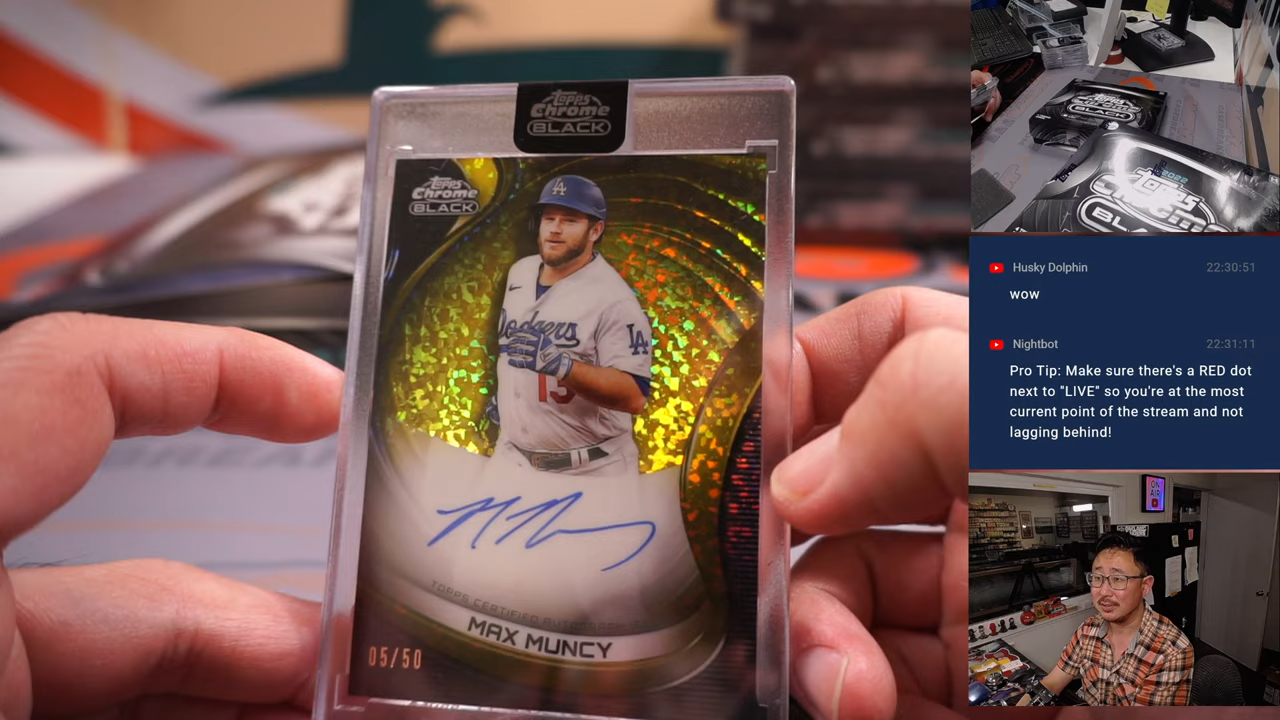 Topps
Chrome
BLACK
Topps
Chrome
BLACK
LA
Dodgers
LA
13
TOPPS CERTIFIED AUTOGRAPH
MAX MUNCY
05/50
2022
Husky Dolphin 22:30:51
wow
Nightbot 22:31:11
Pro Tip: Make sure there's a RED dot
next to "LIVE" so you're at the most
current point of the stream and not
lagging behind!
ON
AIR